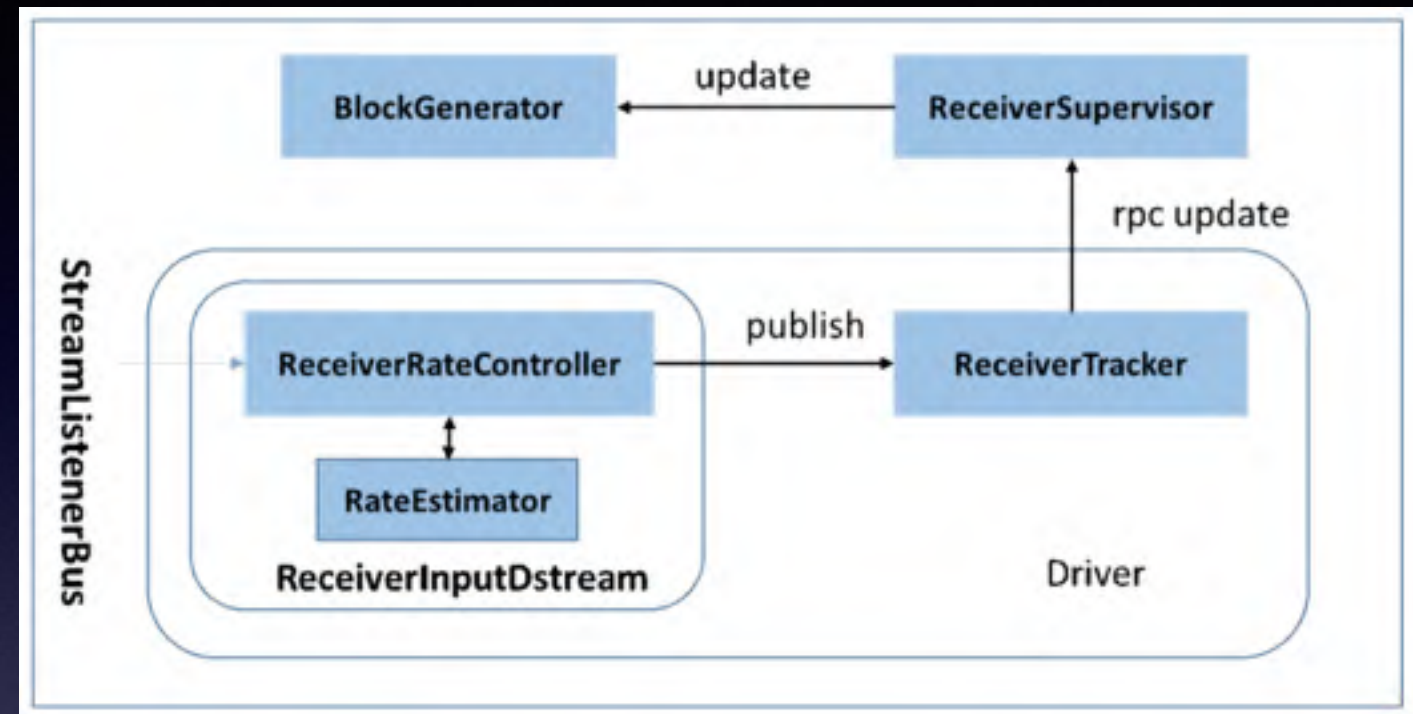 update
BlockGenerator
ReceiverSupervisor
rpc update
StreamListenerBus
publish
ReceiverRateController
ReceiverTracker
RateEstimator
ReceiverInputDstream
Driver